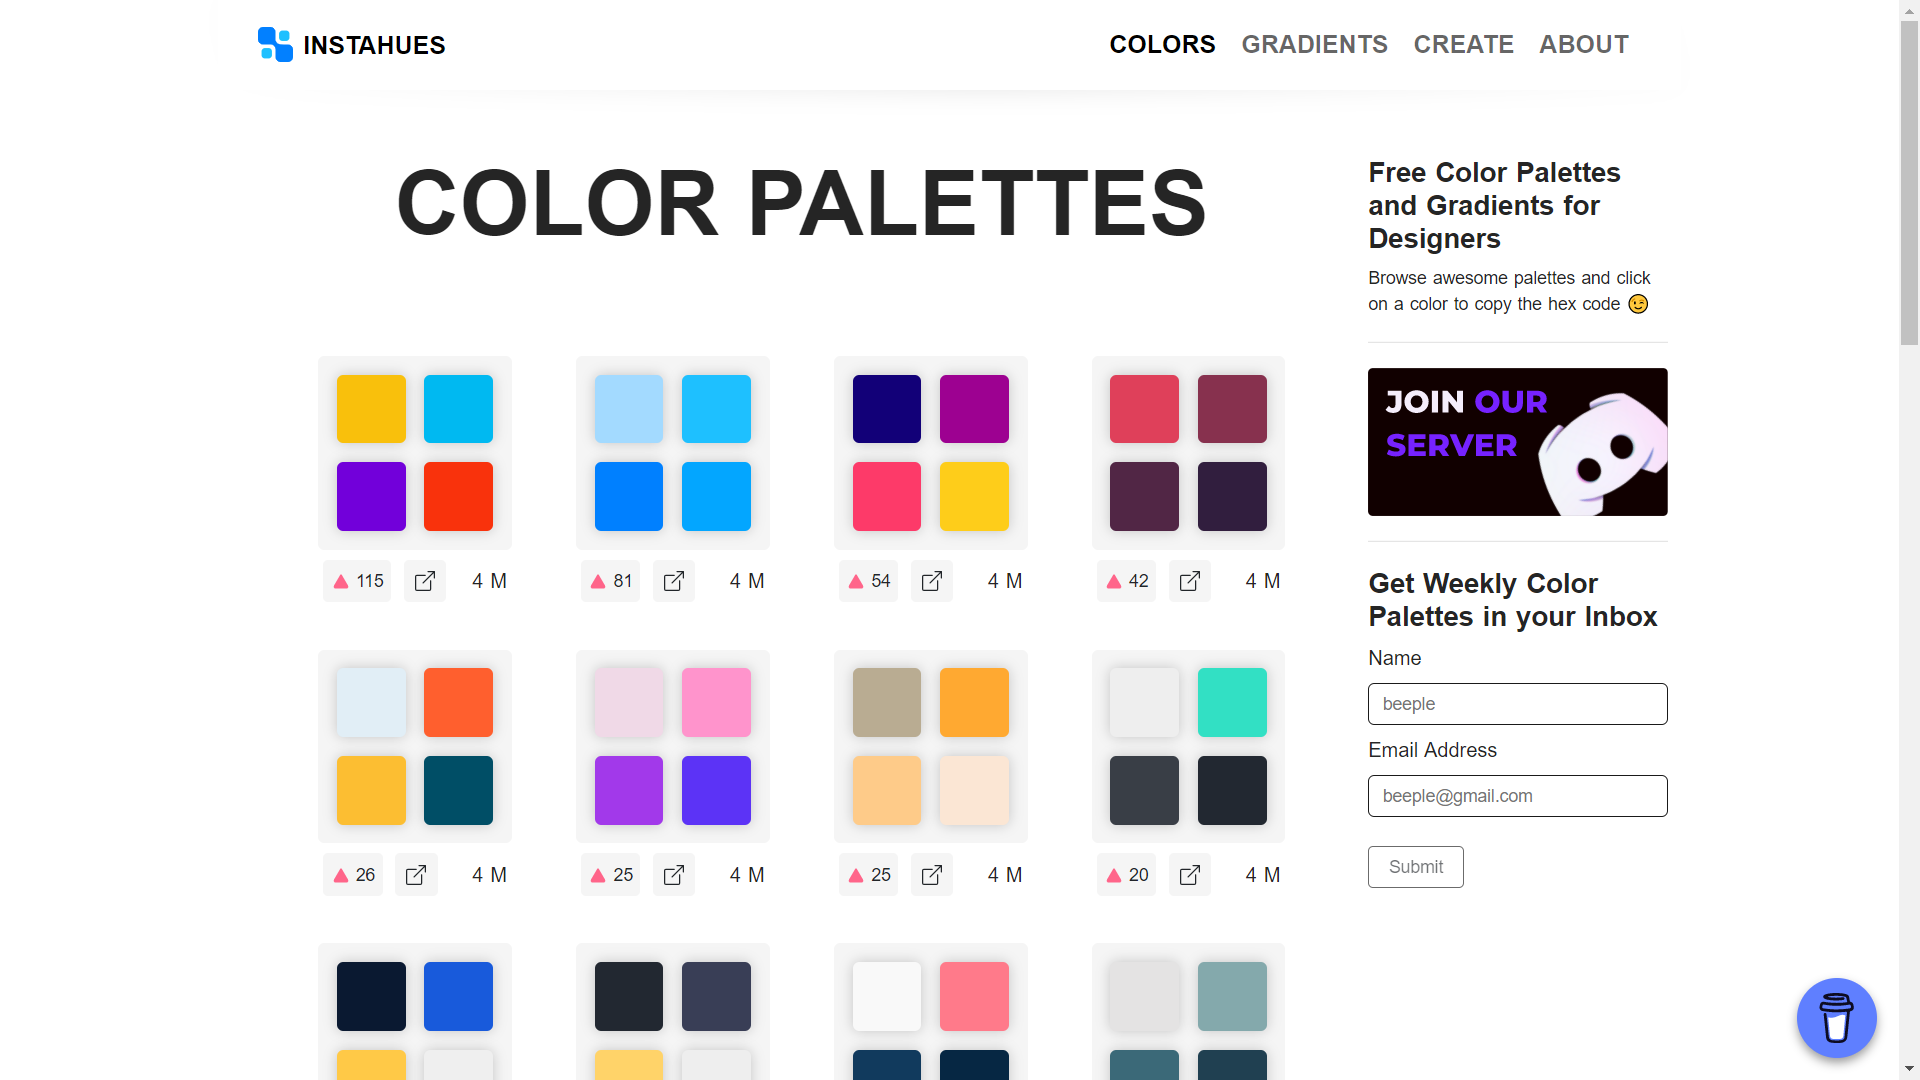 INSTAHUES
COLORS GRADIENTS CREATE ABOUT
COLOR PALETTES
115 4 M
81 4 M
54 4 M
42 4 M
26 4 M
25 4 M
25 4 M
20 4 M
Free Color Palettes
and Gradients for
Designers
Browse awesome palettes and click
on a color to copy the hex code 😉
JOIN OUR
SERVER
Get Weekly Color
Palettes in your Inbox
Name
beeple
Email Address
beeple@gmail.com
Submit